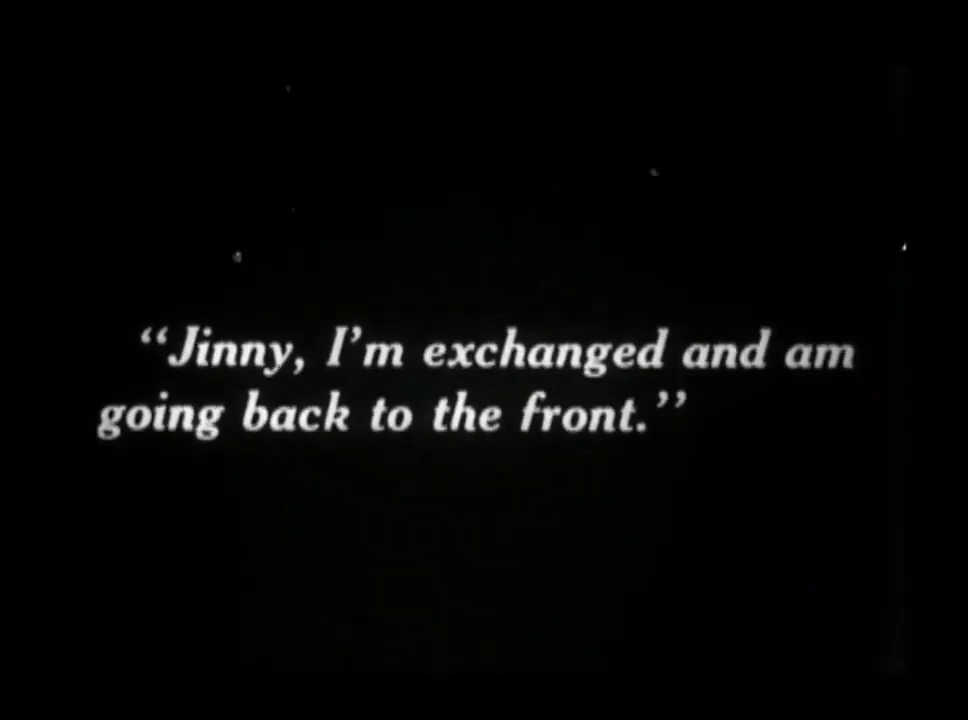 “Jinny, I’m exchanged and am
going back to the front.”